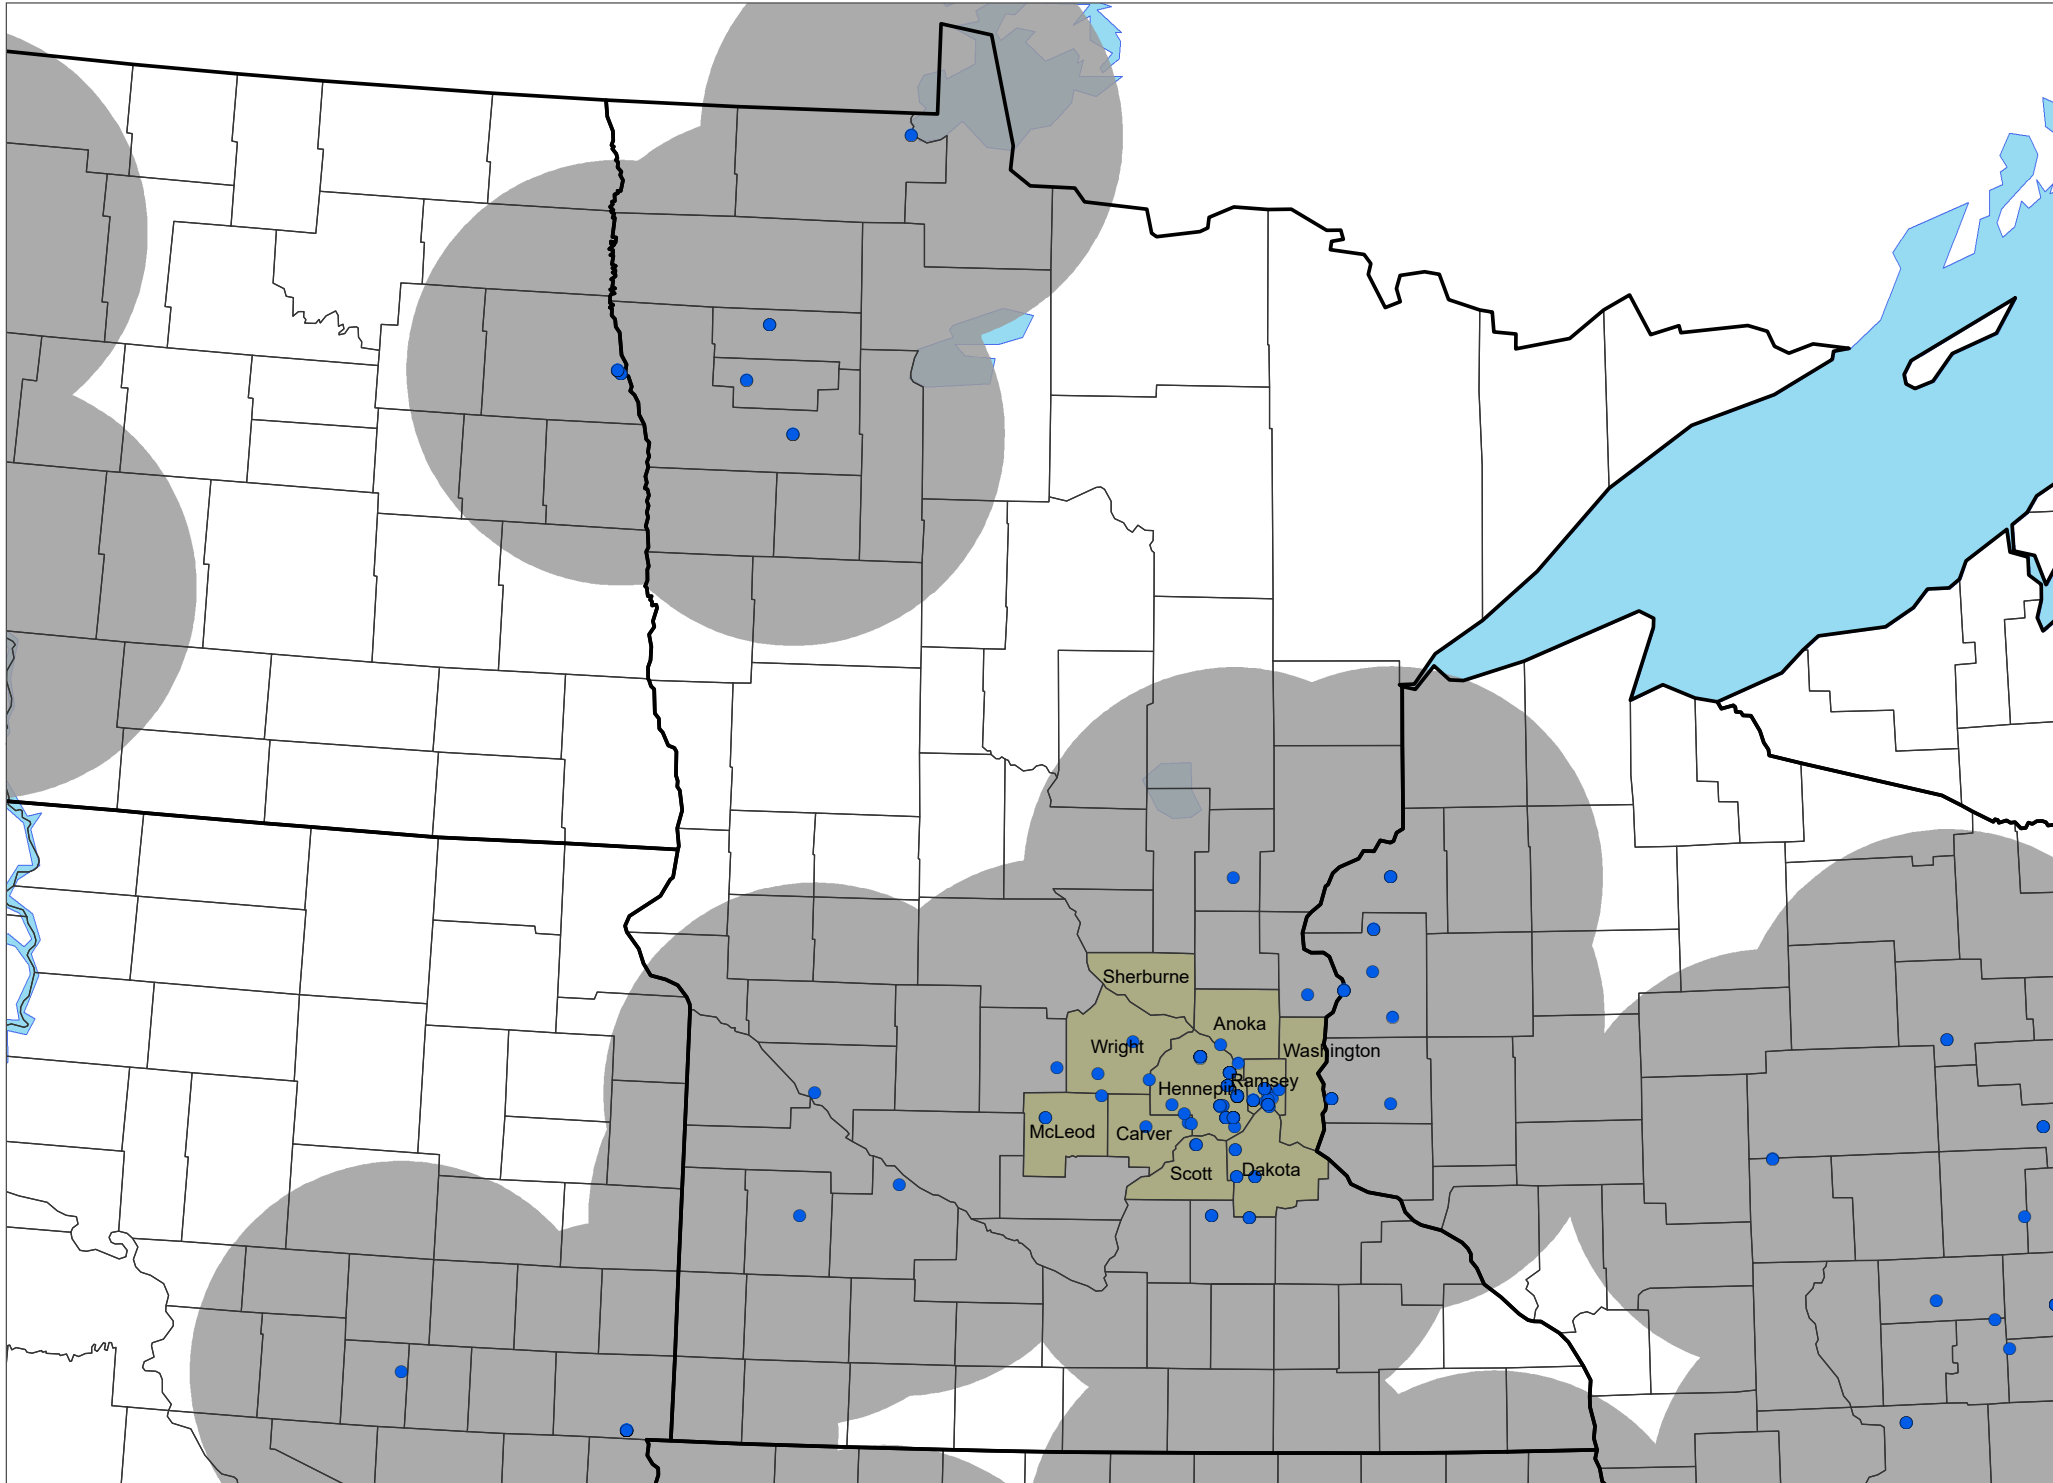 Sherburne
Anoka
Wright
Washington
Ramsey
Hennepin
McLeod
Carver
Scott
Dakota